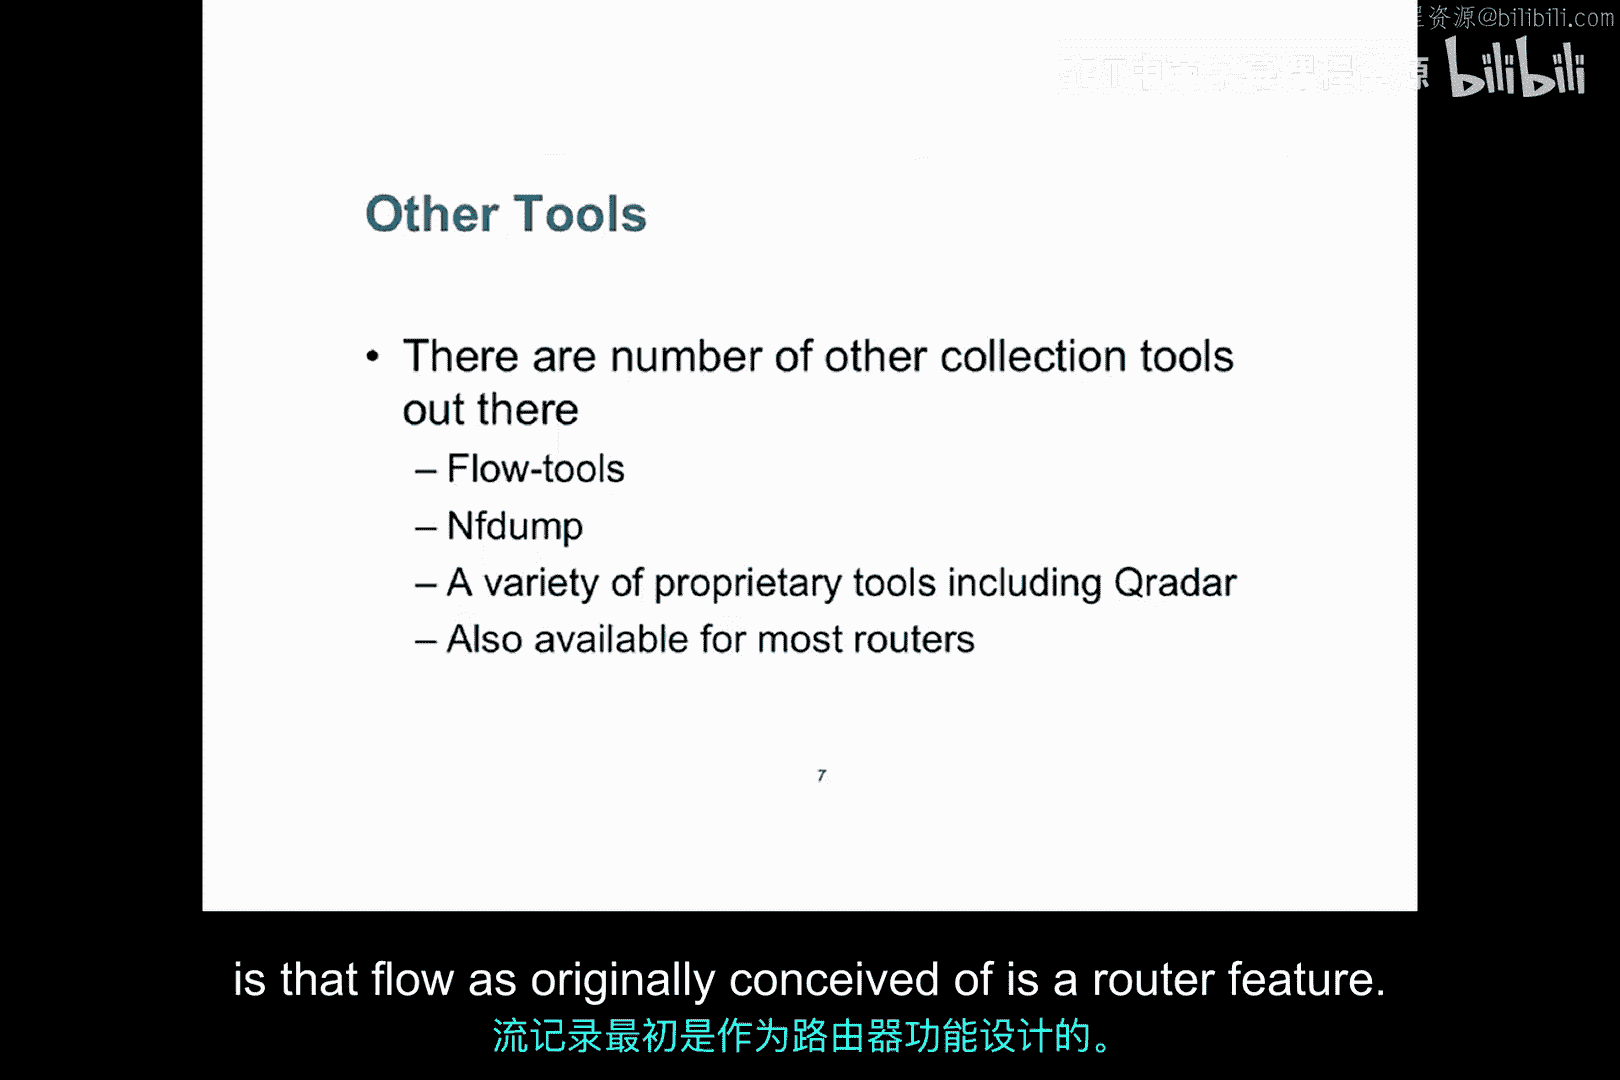 资源@bilibili.com
bilibili
Other Tools
• There are number of other collection tools
out there
– Flow-tools
– Nfdump
– A variety of proprietary tools including Qradar
– Also available for most routers
7
is that flow as originally conceived of is a router feature.
流记录最初是作为路由器功能设计的。